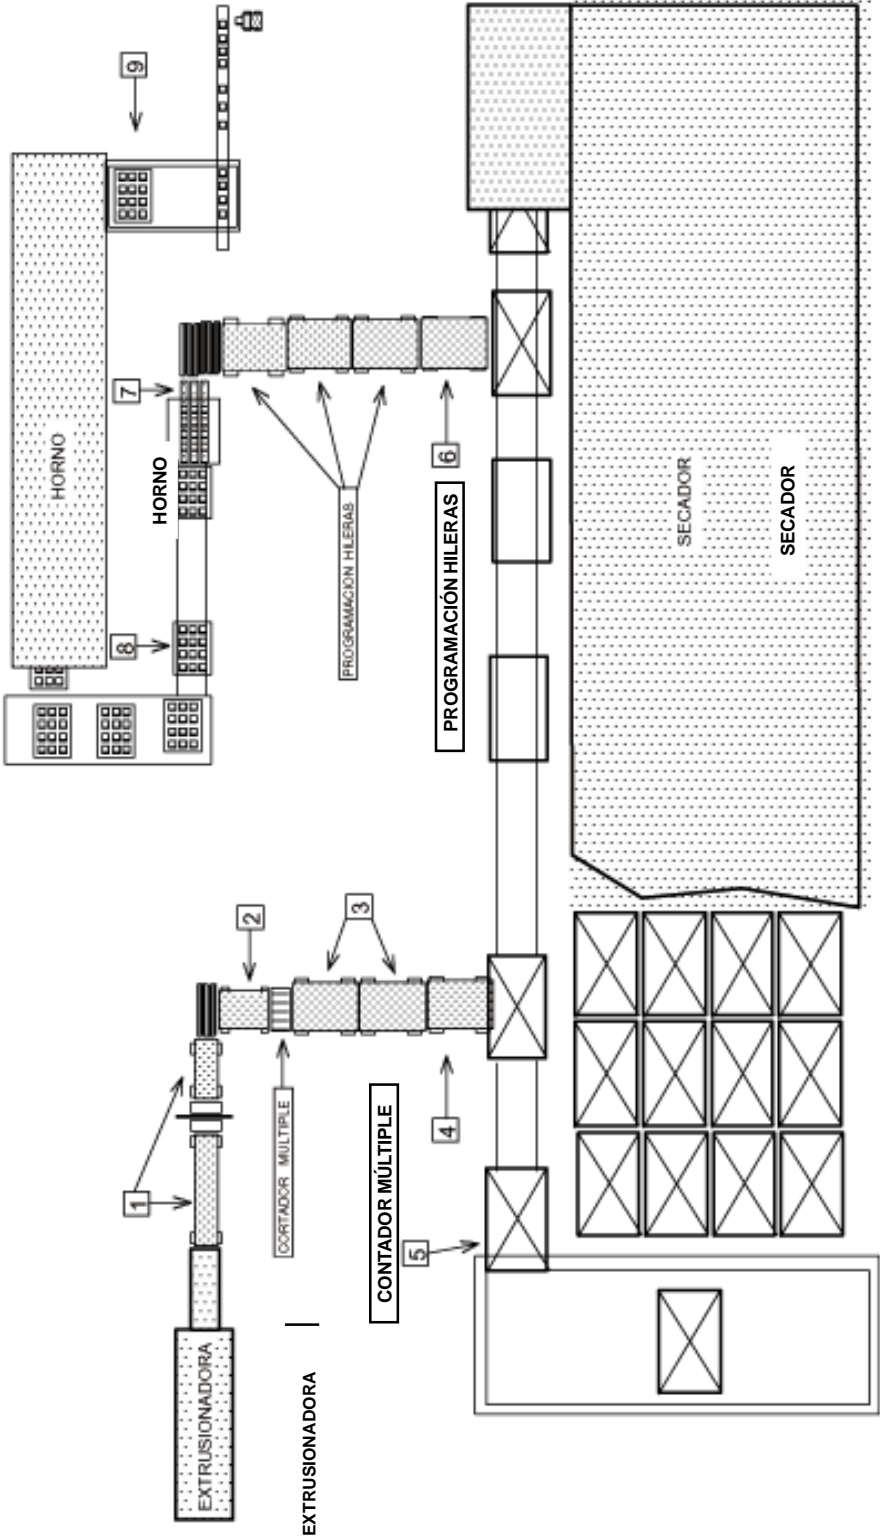 HORNO
1
8
7
9
HORNO
EXTRUSIONADORA
2
CORTADOR MULTIPLE
EXTRUSIONADORA
3
PROGRAMACION HILERAS
CONTADOR MÚLTIPLE
5
4
6
PROGRAMACIÓN HILERAS
SECADOR
SECADOR